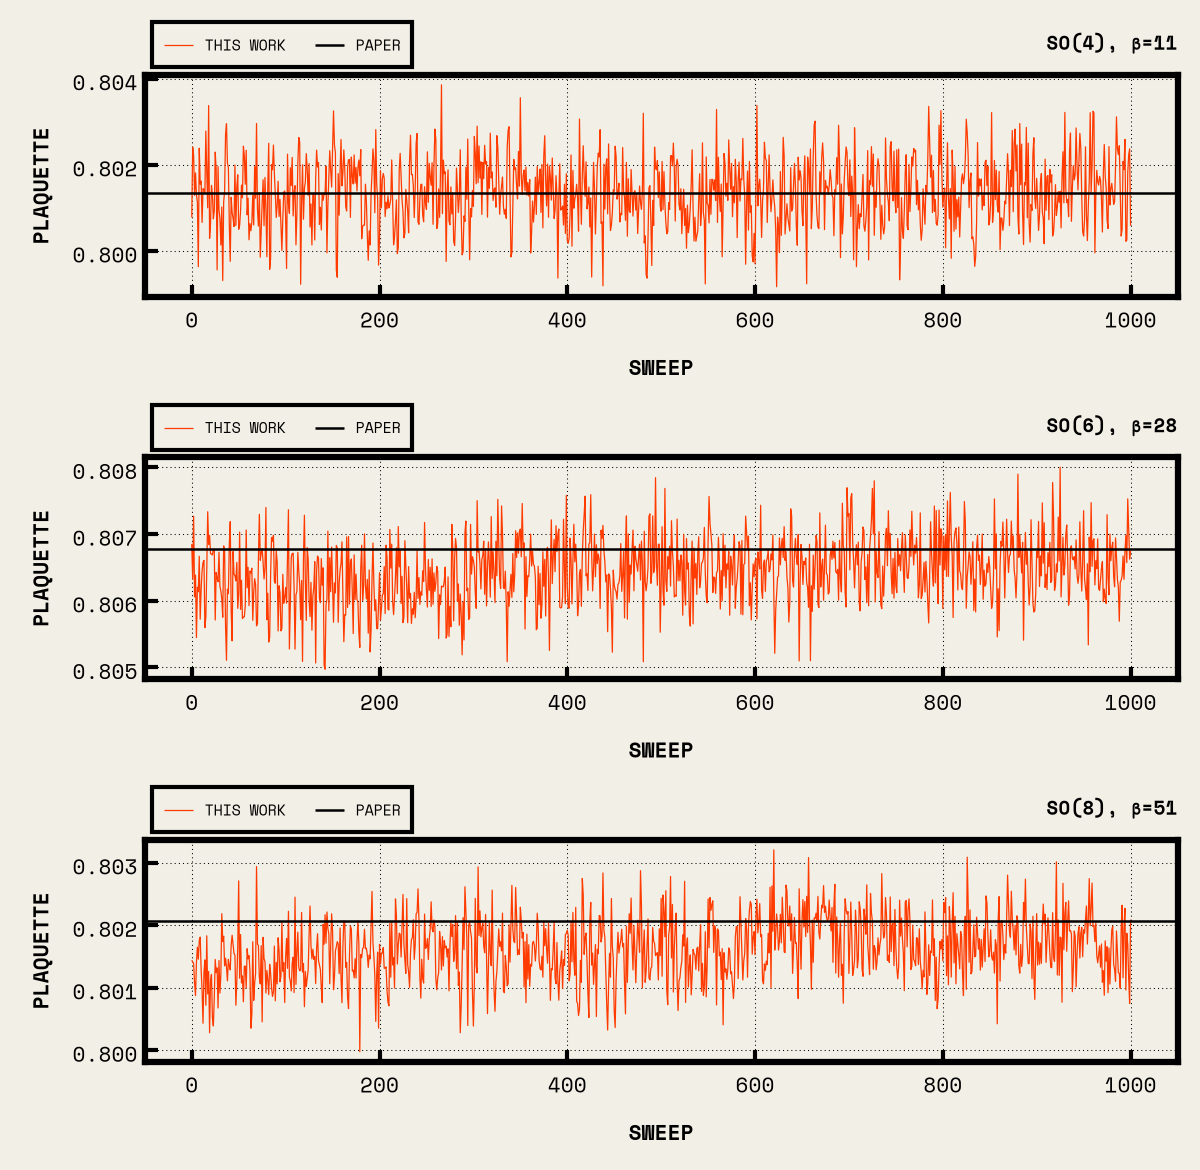 THIS WORK PAPER SO(4), β=11
0.804
0.802
0.800
PLAQUETTE
0 200 400 600 800 1000
SWEEP
THIS WORK PAPER SO(6), β=28
0.808
0.807
0.806
0.805
PLAQUETTE
0 200 400 600 800 1000
SWEEP
THIS WORK PAPER SO(8), β=51
0.803
0.802
0.801
0.800
PLAQUETTE
0 200 400 600 800 1000
SWEEP